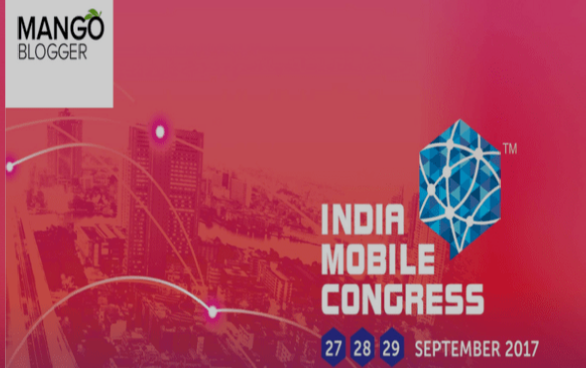 MANGO
BLOGGER
TM
INDIA
MOBILE
CONGRESS
27 28 29 SEPTEMBER 2017